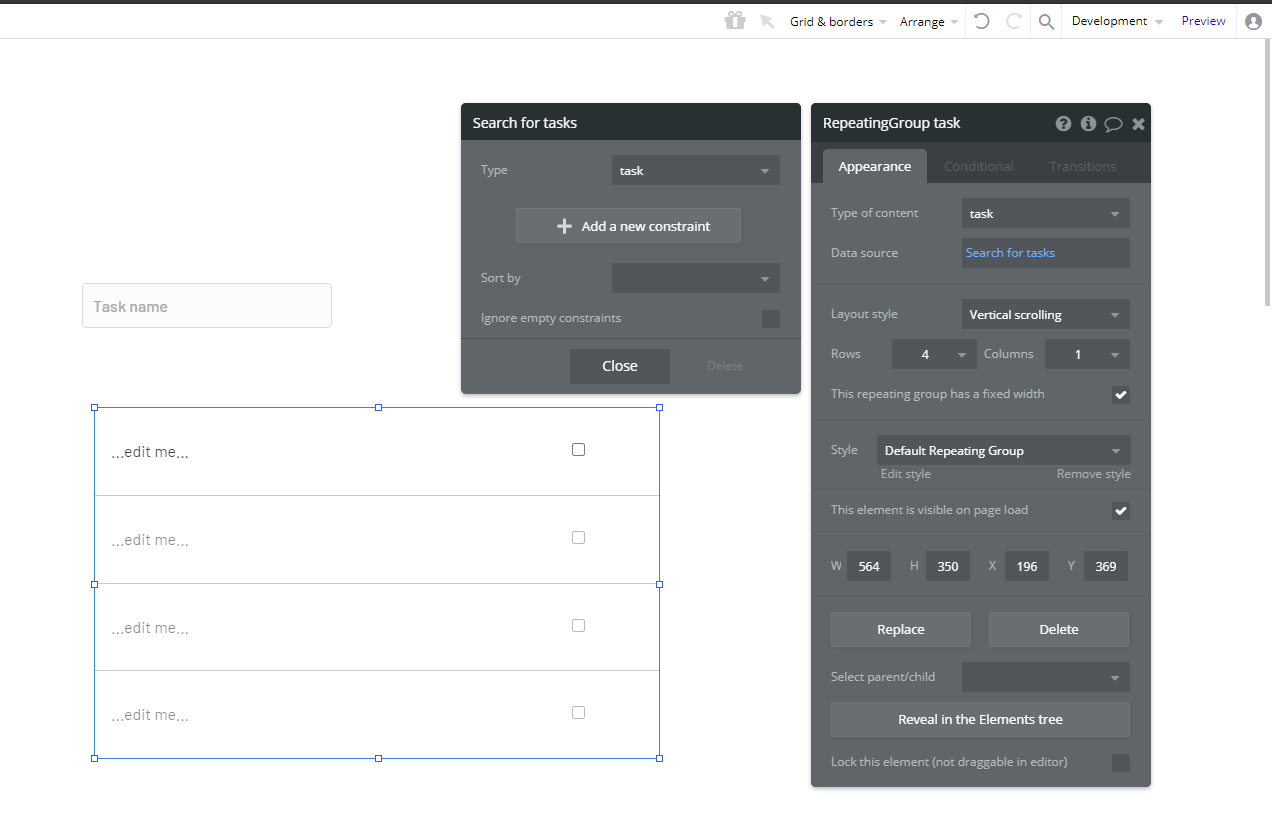 Grid & borders
Arrange
Development
Preview
Search for tasks
Type
task
Add a new constraint
Sort by
Ignore empty constraints
Close
Delete
RepeatingGroup task
Appearance
Conditional
Transitions
Type of content
task
Data source
Search for tasks
Layout style
Vertical scrolling
Rows
4
Columns
1
This repeating group has a fixed width
Style
Default Repeating Group
Edit style
Remove style
This element is visible on page load
W
564
H
350
X
196
Y
369
Replace
Delete
Select parent/child
Reveal in the Elements tree
Lock this element (not draggable in editor)
Task name
...edit me...
...edit me...
...edit me...
...edit me...